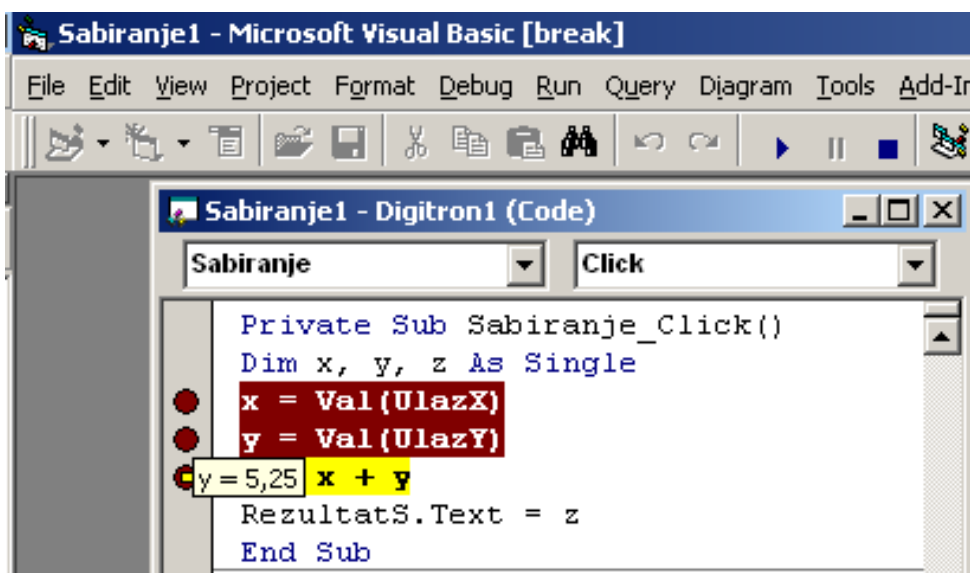 Sabiranje1 - Microsoft Visual Basic [break]
File Edit View Project Format Debug Run Query Diagram Tools Add-In
Sabiranje1 - Digitron1 (Code)
Sabiranje Click
Private Sub Sabiranje_Click()
Dim x, y, z As Single
x = Val(UlazX)
y = Val(UlazY)
y = 5,25 x + y
RezultatS.Text = z
End Sub